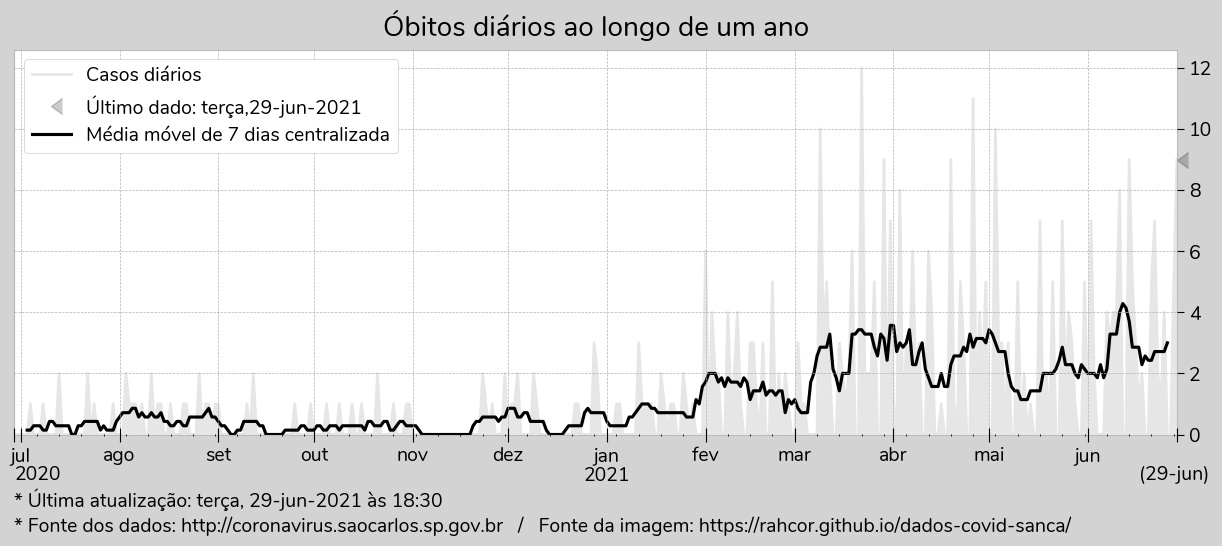 Óbitos diários ao longo de um ano
Casos diários
Último dado: terça,29-jun-2021
Média móvel de 7 dias centralizada
12
10
8
6
4
2
0
jul ago set out nov dez jan fev mar abr mai jun
2020 2021 (29-jun)
* Última atualização: terça, 29-jun-2021 às 18:30
* Fonte dos dados: http://coronavirus.saocarlos.sp.gov.br / Fonte da imagem: https://rahcor.github.io/dados-covid-sanca/